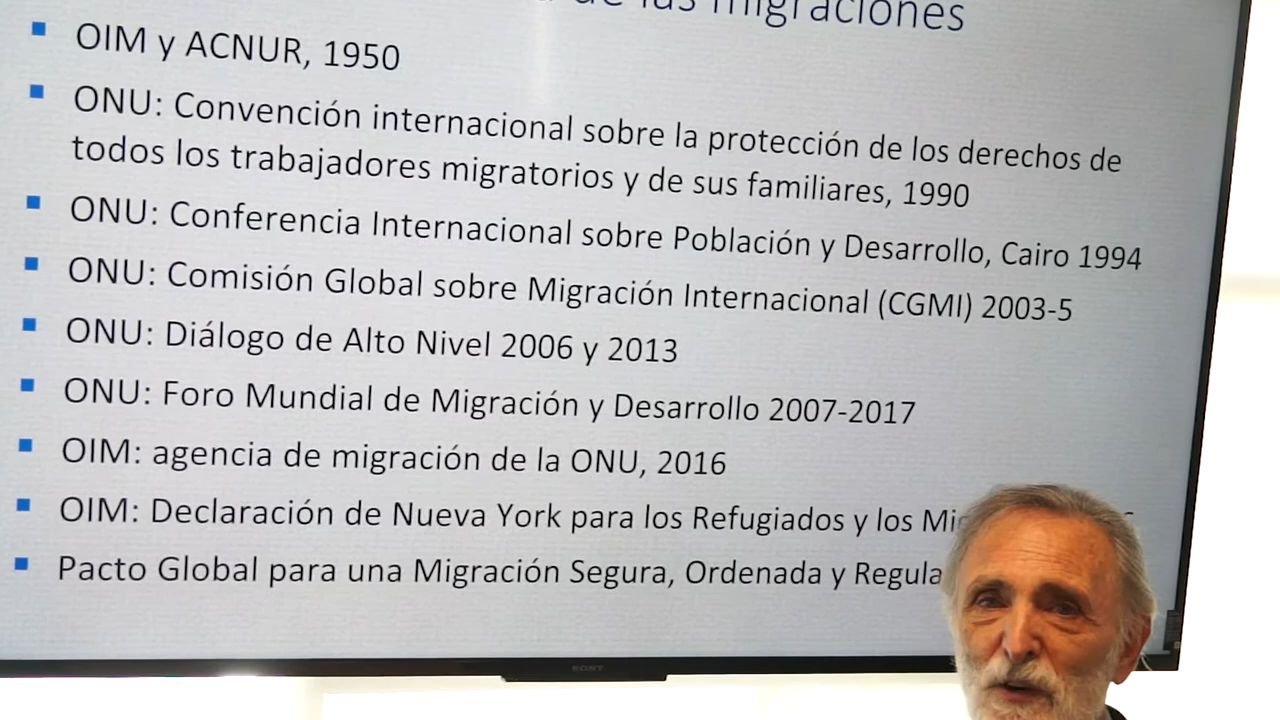 de las migraciones
OIM y ACNUR, 1950
ONU: Convención internacional sobre la protección de los derechos de
todos los trabajadores migratorios y de sus familiares, 1990
ONU: Conferencia Internacional sobre Población y Desarrollo, Cairo 1994
ONU: Comisión Global sobre Migración Internacional (CGMI) 2003-5
ONU: Diálogo de Alto Nivel 2006 y 2013
ONU: Foro Mundial de Migración y Desarrollo 2007-2017
OIM: agencia de migración de la ONU, 2016
OIM: Declaración de Nueva York para los Refugiados y los
Pacto Global para una Migración Segura, Ordenada y
SONY